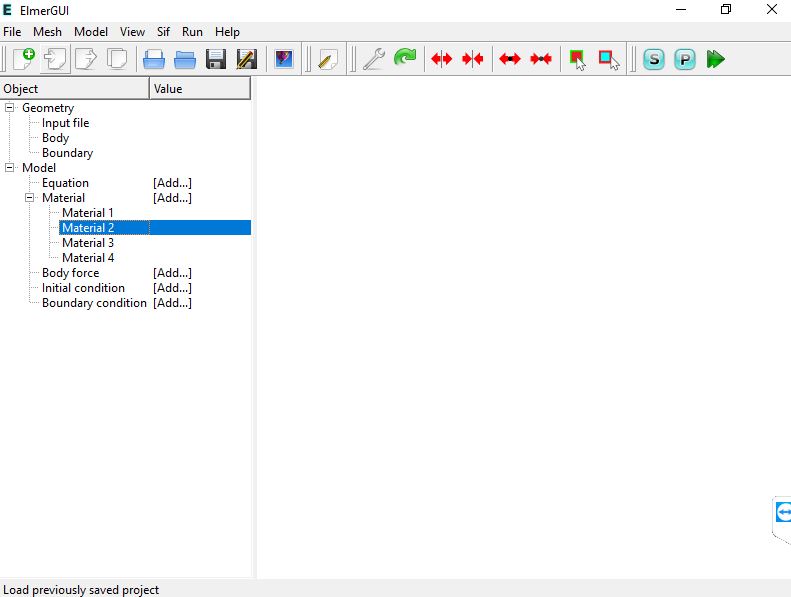 ElmerGUI
File Mesh Model View Sif Run Help
S P
Object Value
Geometry
Input file
Body
Boundary
Model
Equation [Add...]
Material [Add...]
Material 1
Material 2
Material 3
Material 4
Body force [Add...]
Initial condition [Add...]
Boundary condition [Add...]
Load previously saved project